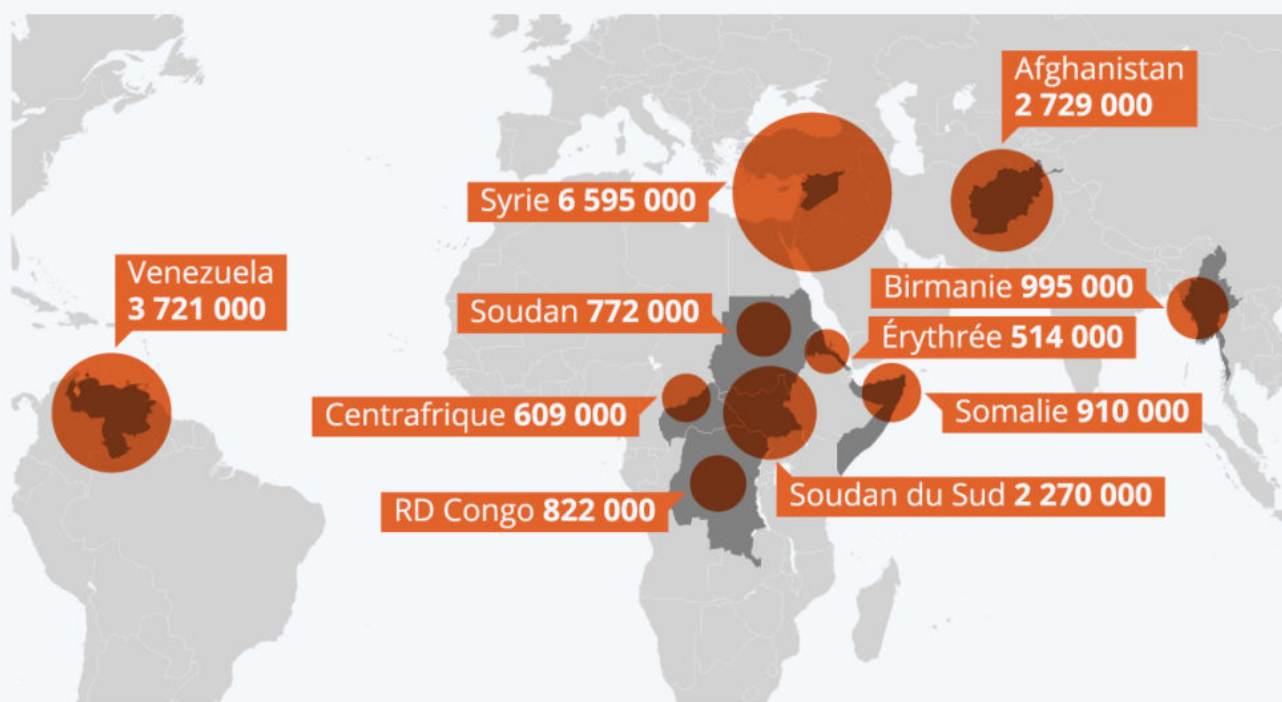 Afghanistan
2 729 000
Syrie 6 595 000
Venezuela
3 721 000
Birmanie 995 000
Soudan 772 000
Érythrée 514 000
Centrafrique 609 000
Somalie 910 000
Soudan du Sud 2 270 000
RD Congo 822 000